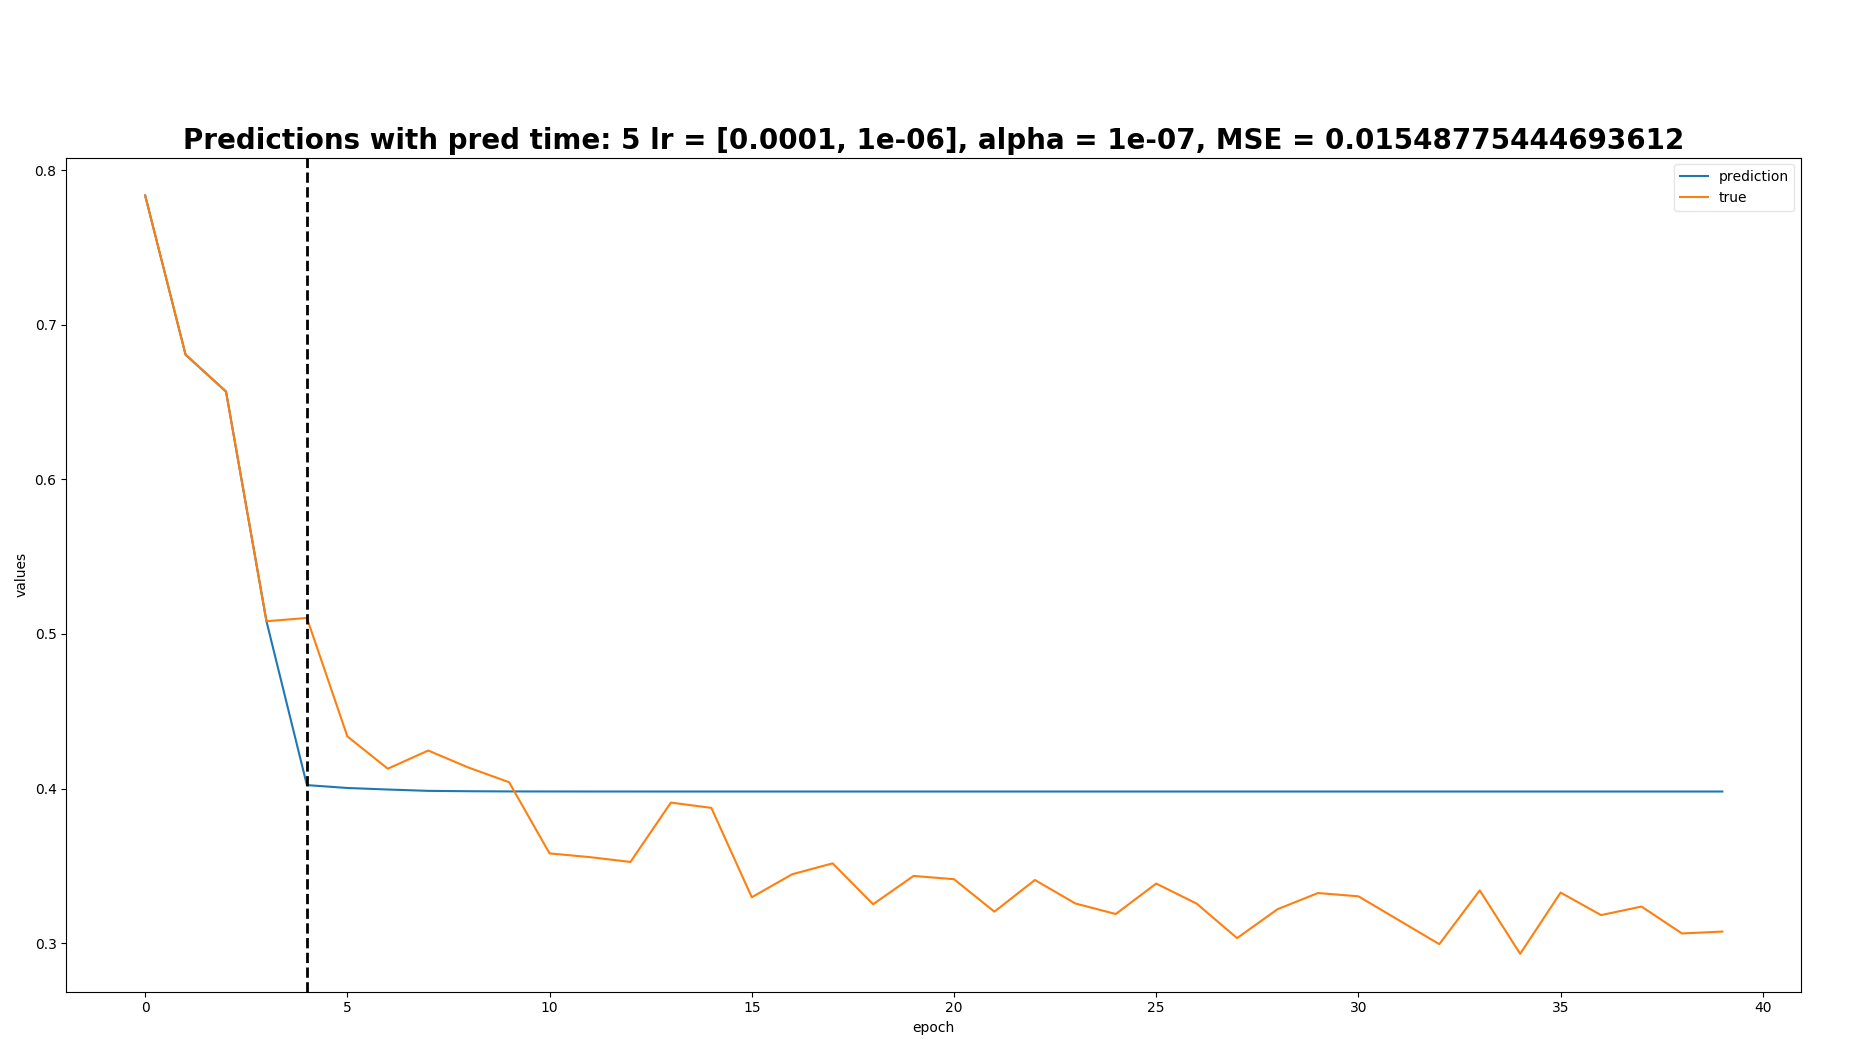 Predictions with pred time: 5 lr = [0.0001, 1e-06], alpha = 1e-07, MSE = 0.01548775444693612
prediction
true
0.8
0.7
0.6
0.5
0.4
0.3
values
0 5 10 15 20 25 30 35 40
epoch